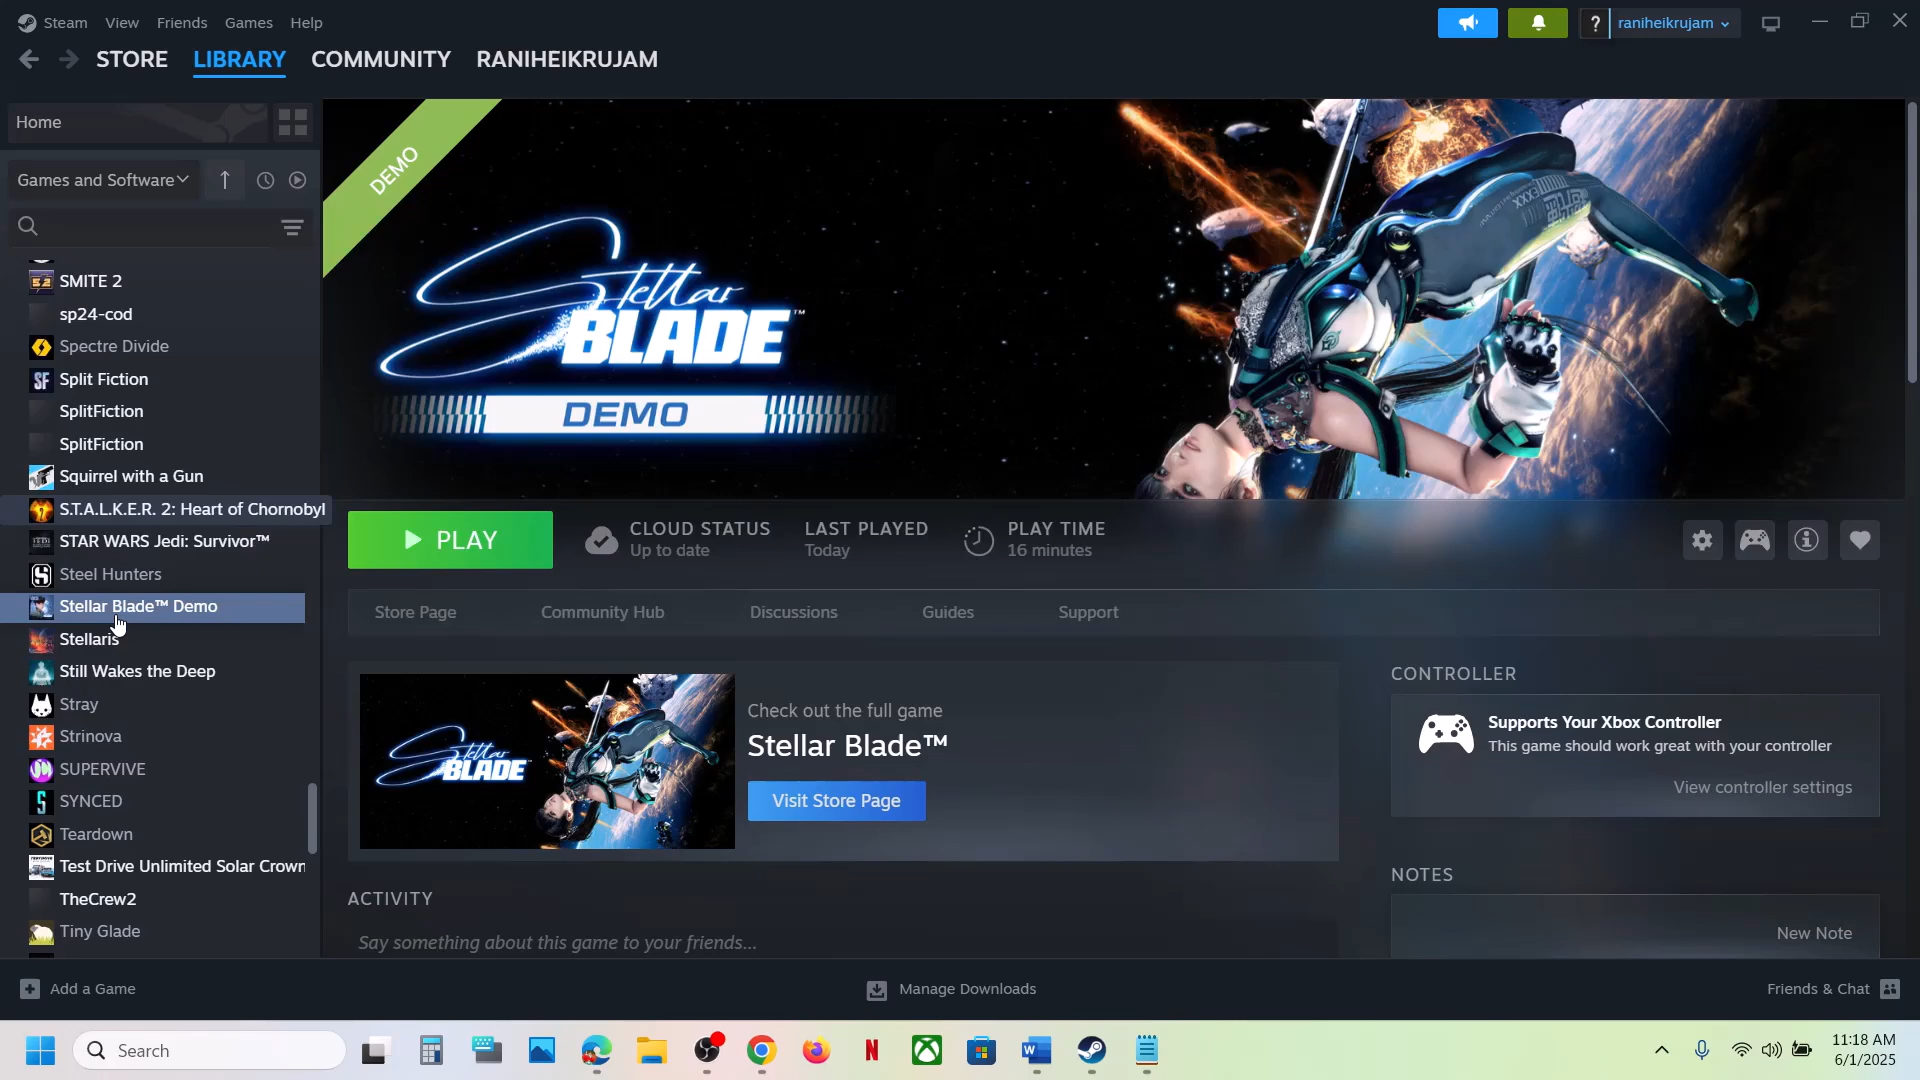 Steam View Friends Games Help
raniheikrujam
STORE LIBRARY COMMUNITY RANIHEIKRUJAM
Home
Games and Software
SMITE 2
sp24-cod
Spectre Divide
Split Fiction
SplitFiction
SplitFiction
Squirrel with a Gun
S.T.A.L.K.E.R. 2: Heart of Chornobyl
STAR WARS Jedi: Survivor™
Steel Hunters
Stellar Blade™ Demo
Stellaris
Still Wakes the Deep
Stray
Strinova
SUPERVIVE
SYNCED
Teardown
Test Drive Unlimited Solar Crown
TheCrew2
Tiny Glade
DEMO
Stellar
BLADE™
DEMO
PLAY
CLOUD STATUS
Up to date
LAST PLAYED
Today
PLAY TIME
16 minutes
Store Page Community Hub Discussions Guides Support
Stellar
BLADE
Check out the full game
Stellar Blade™
Visit Store Page
ACTIVITY
Say something about this game to your friends...
CONTROLLER
Supports Your Xbox Controller
This game should work great with your controller
View controller settings
NOTES
New Note
Add a Game
Manage Downloads
Friends & Chat
Search
11:18 AM
6/1/2025